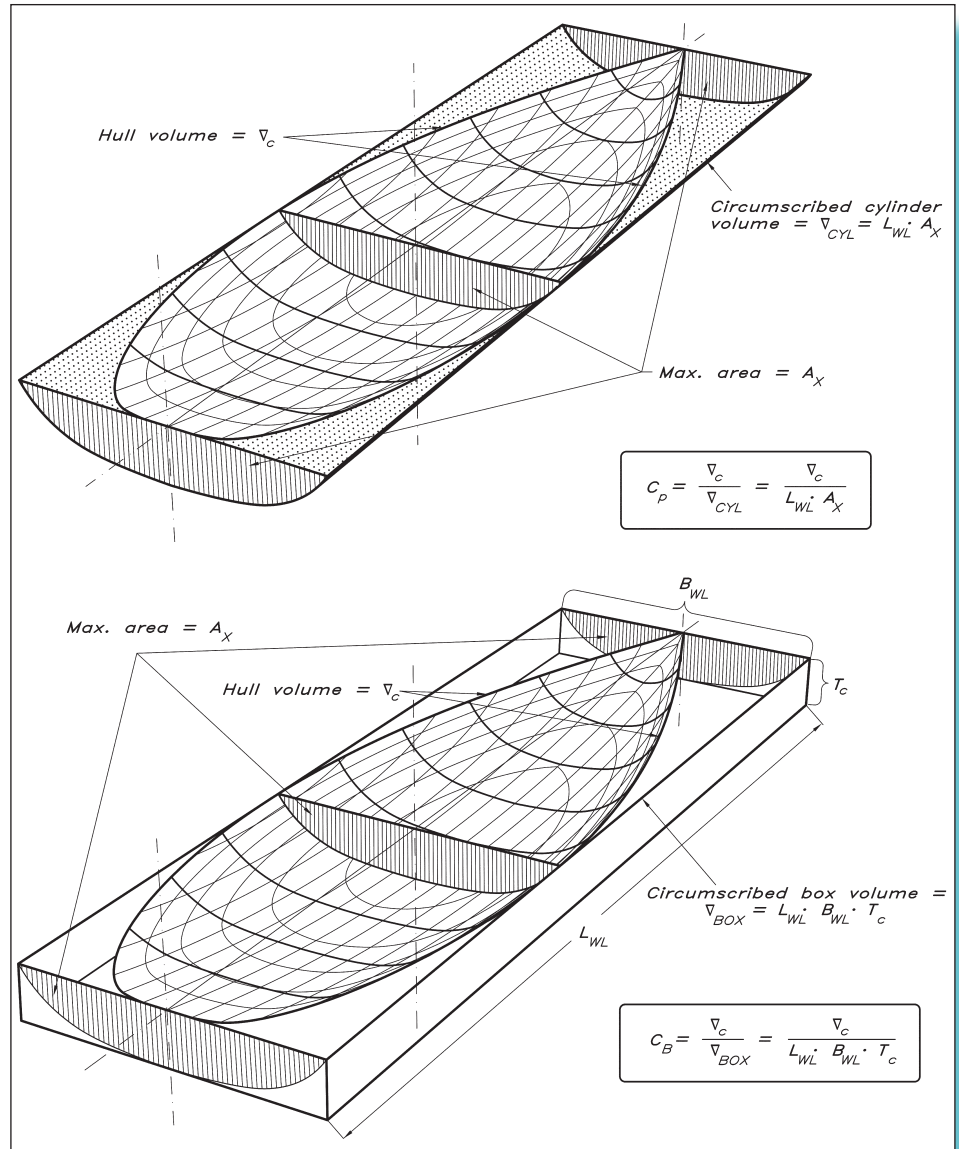 Hull volume = ∇c
Circumscribed cylinder
volume = ∇CYL = LWL · AX
Max. area = AX
CP = ∇c / ∇CYL = ∇c / LWL · AX
BWL
Max. area = AX
Hull volume = ∇c
Tc
Circumscribed box volume =
∇BOX = LWL · BWL · Tc
LWL
CB = ∇c / ∇BOX = ∇c / LWL · BWL · Tc